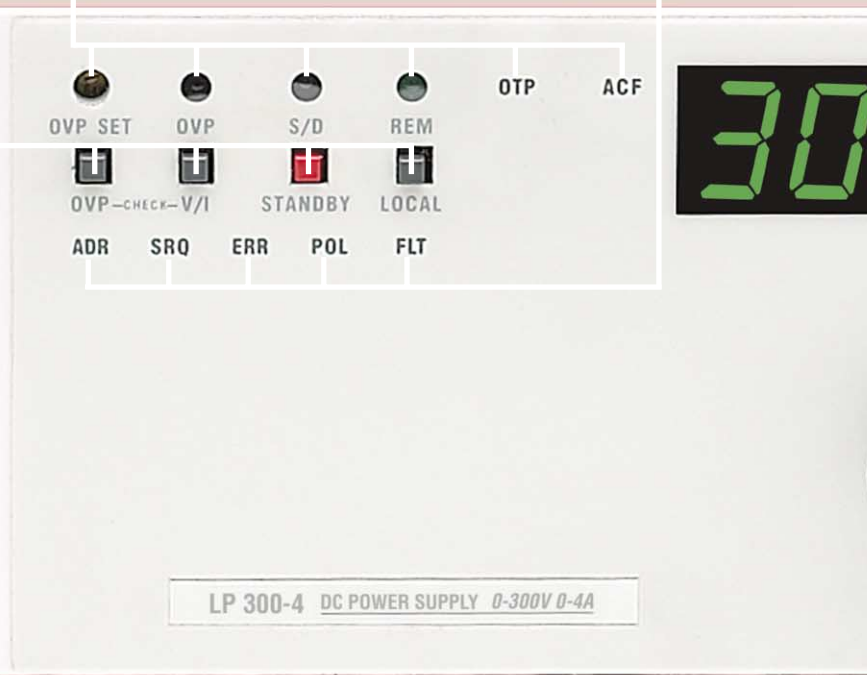 OTP ACF
30
OVP SET OVP S/D REM
OVP–CHECK–V/I STANDBY LOCAL
ADR SRQ ERR POL FLT
LP 300-4 DC POWER SUPPLY 0-300V 0-4A